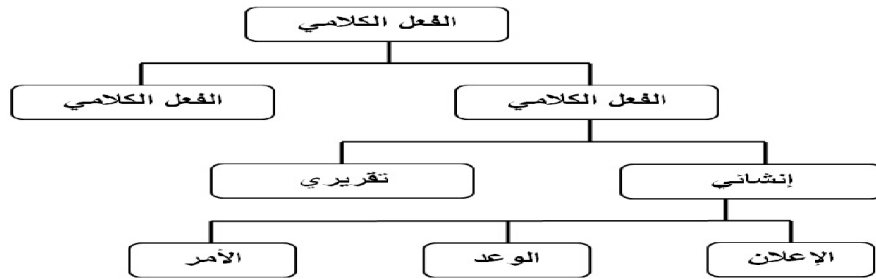 الفعل الكلامي
الفعل الكلامي
الفعل الكلامي
إنشائي
تقريري
الإعلان
الوعد
الأمر